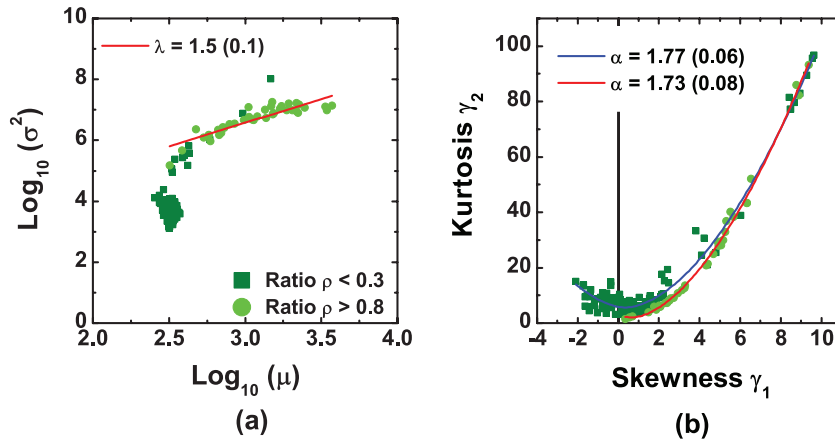 λ = 1.5 (0.1)
10
8
6
4
2
0
Log10 (σ2)
Ratio ρ < 0.3
Ratio ρ > 0.8
2.0 2.5 3.0 3.5 4.0
Log10 (μ)
(a)
α = 1.77 (0.06)
α = 1.73 (0.08)
100
80
60
40
20
0
Kurtosis γ2
-4 -2 0 2 4 6 8 10
Skewness γ1
(b)